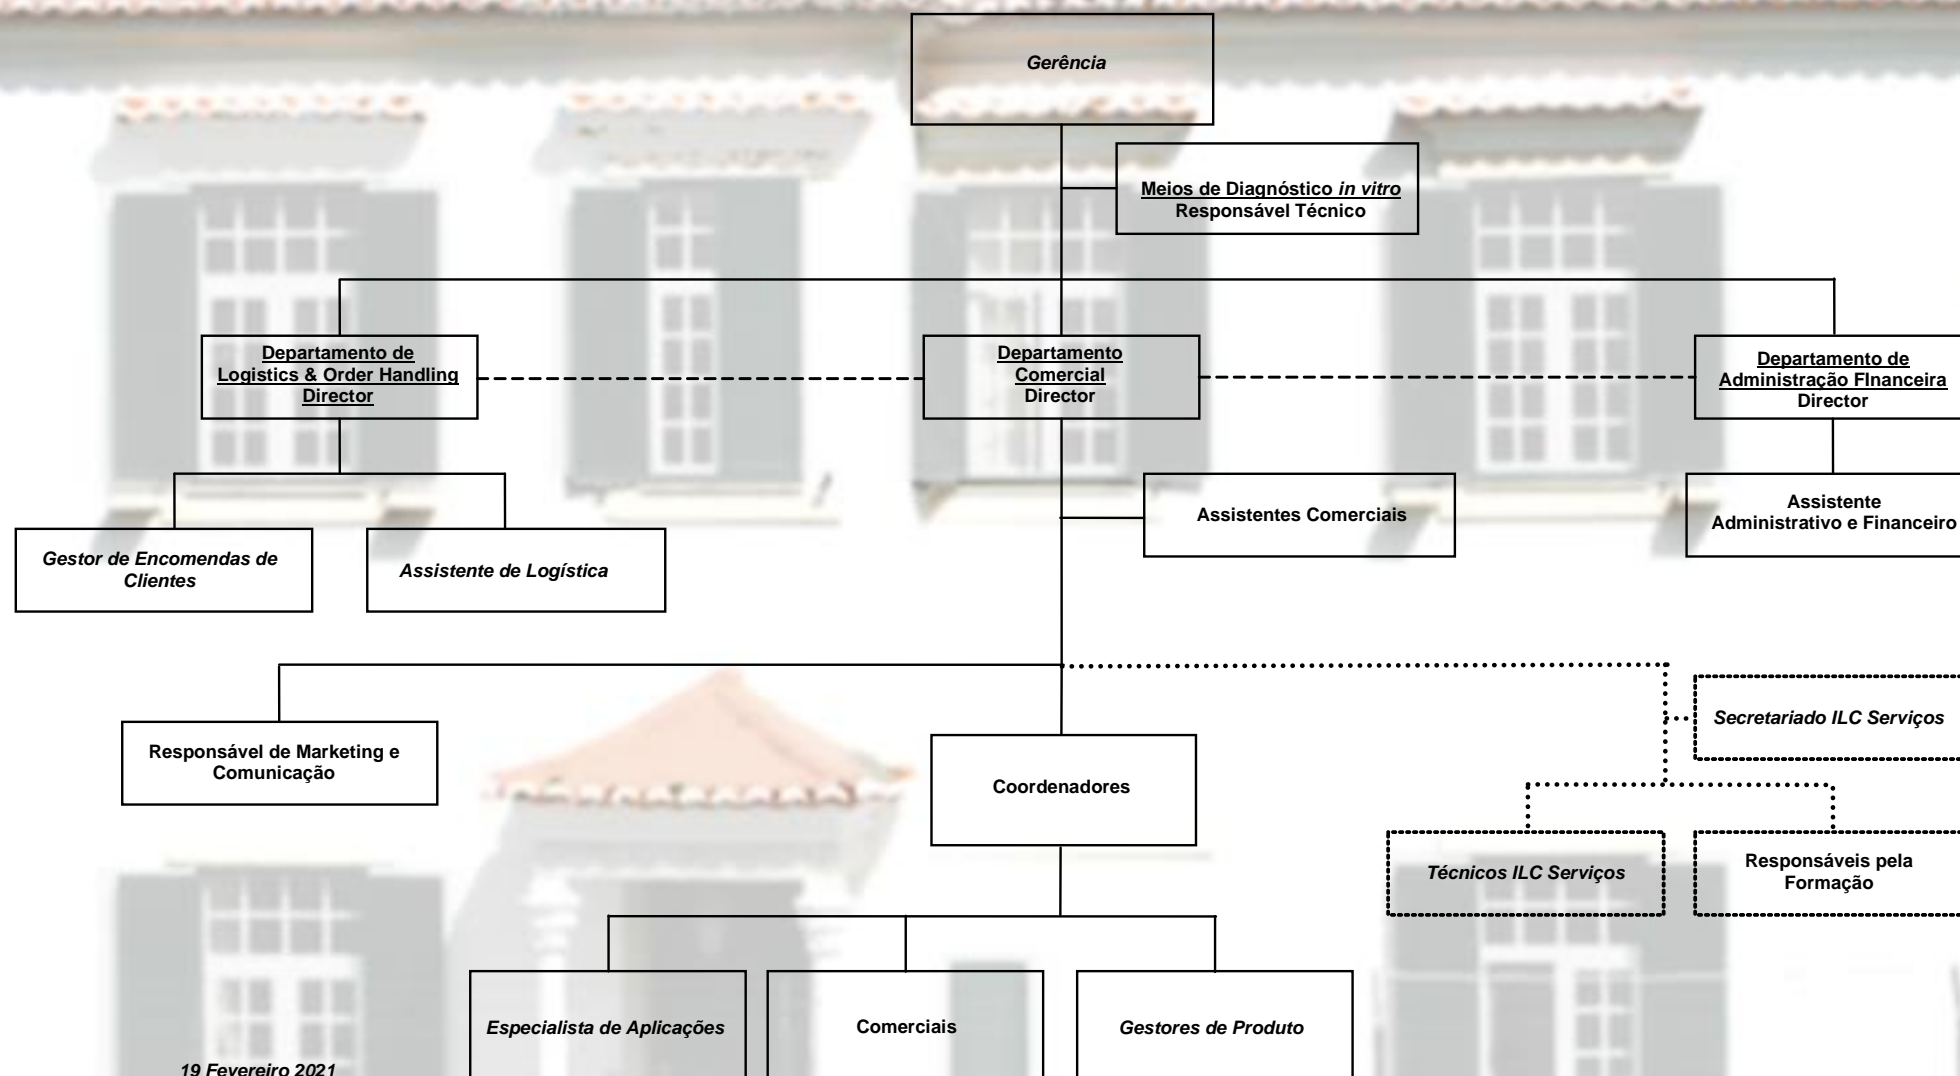 Gerência
Meios de Diagnóstico in vitro
Responsável Técnico
Departamento de
Logistics & Order Handling
Director
Departamento
Comercial
Director
Departamento de
Administração FInanceira
Director
Assistentes Comerciais
Assistente
Administrativo e Financeiro
Gestor de Encomendas de
Clientes
Assistente de Logística
Secretariado ILC Serviços
Responsável de Marketing e
Comunicação
Coordenadores
Técnicos ILC Serviços
Responsáveis pela
Formação
Especialista de Aplicações
Comerciais
Gestores de Produto
19 Fevereiro 2021